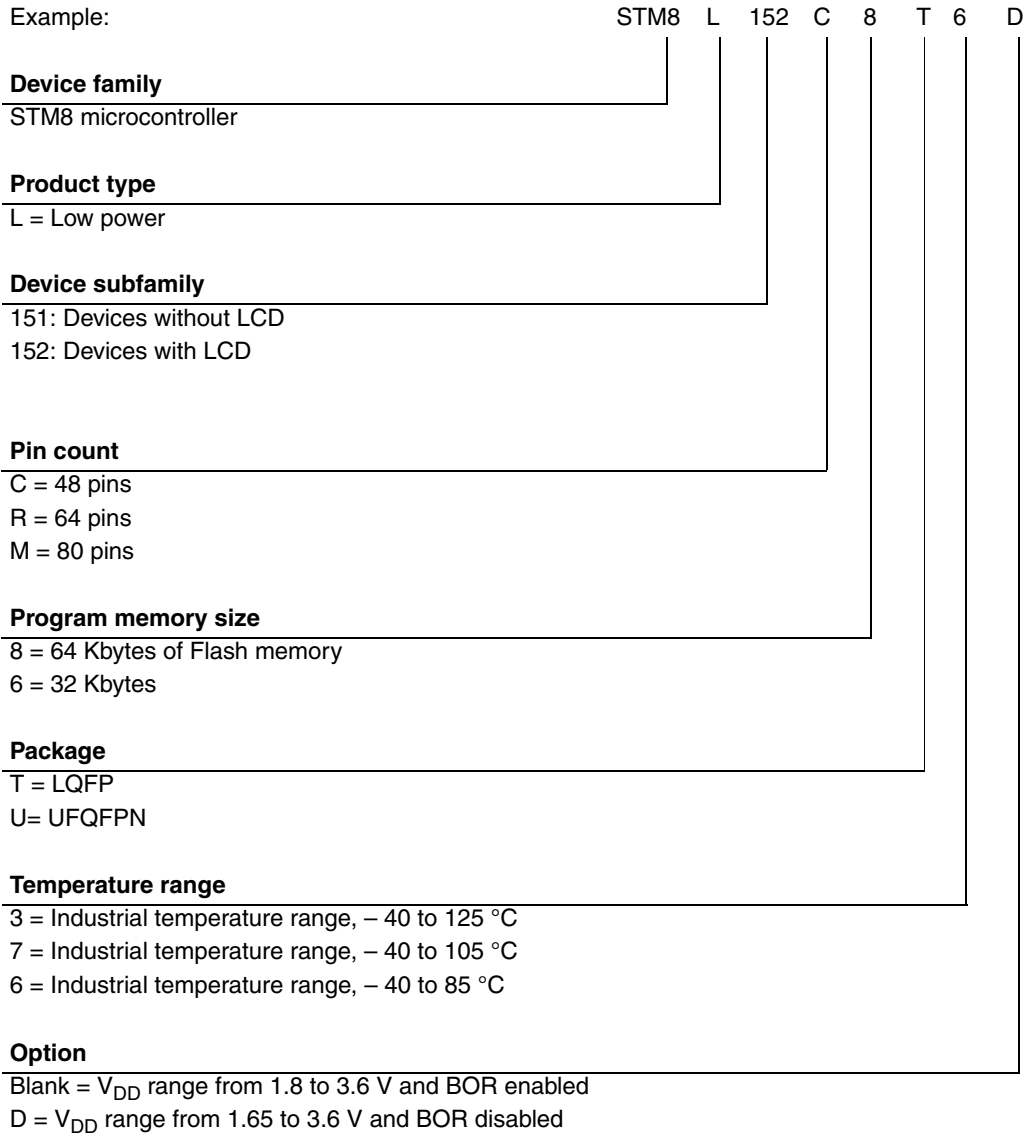 Example: STM8 L 152 C 8 T 6 D
Device family
STM8 microcontroller
Product type
L = Low power
Device subfamily
151: Devices without LCD
152: Devices with LCD
Pin count
C = 48 pins
R = 64 pins
M = 80 pins
Program memory size
8 = 64 Kbytes of Flash memory
6 = 32 Kbytes
Package
T = LQFP
U= UFQFPN
Temperature range
3 = Industrial temperature range, – 40 to 125 °C
7 = Industrial temperature range, – 40 to 105 °C
6 = Industrial temperature range, – 40 to 85 °C
Option
Blank = VDD range from 1.8 to 3.6 V and BOR enabled
D = VDD range from 1.65 to 3.6 V and BOR disabled